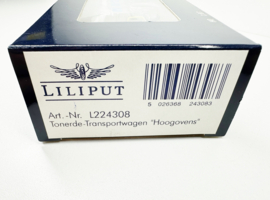 LILIPUT
Art.-Nr. L224308
Tonerde-Transportwagen "Hoogovens"
5 026368 243083